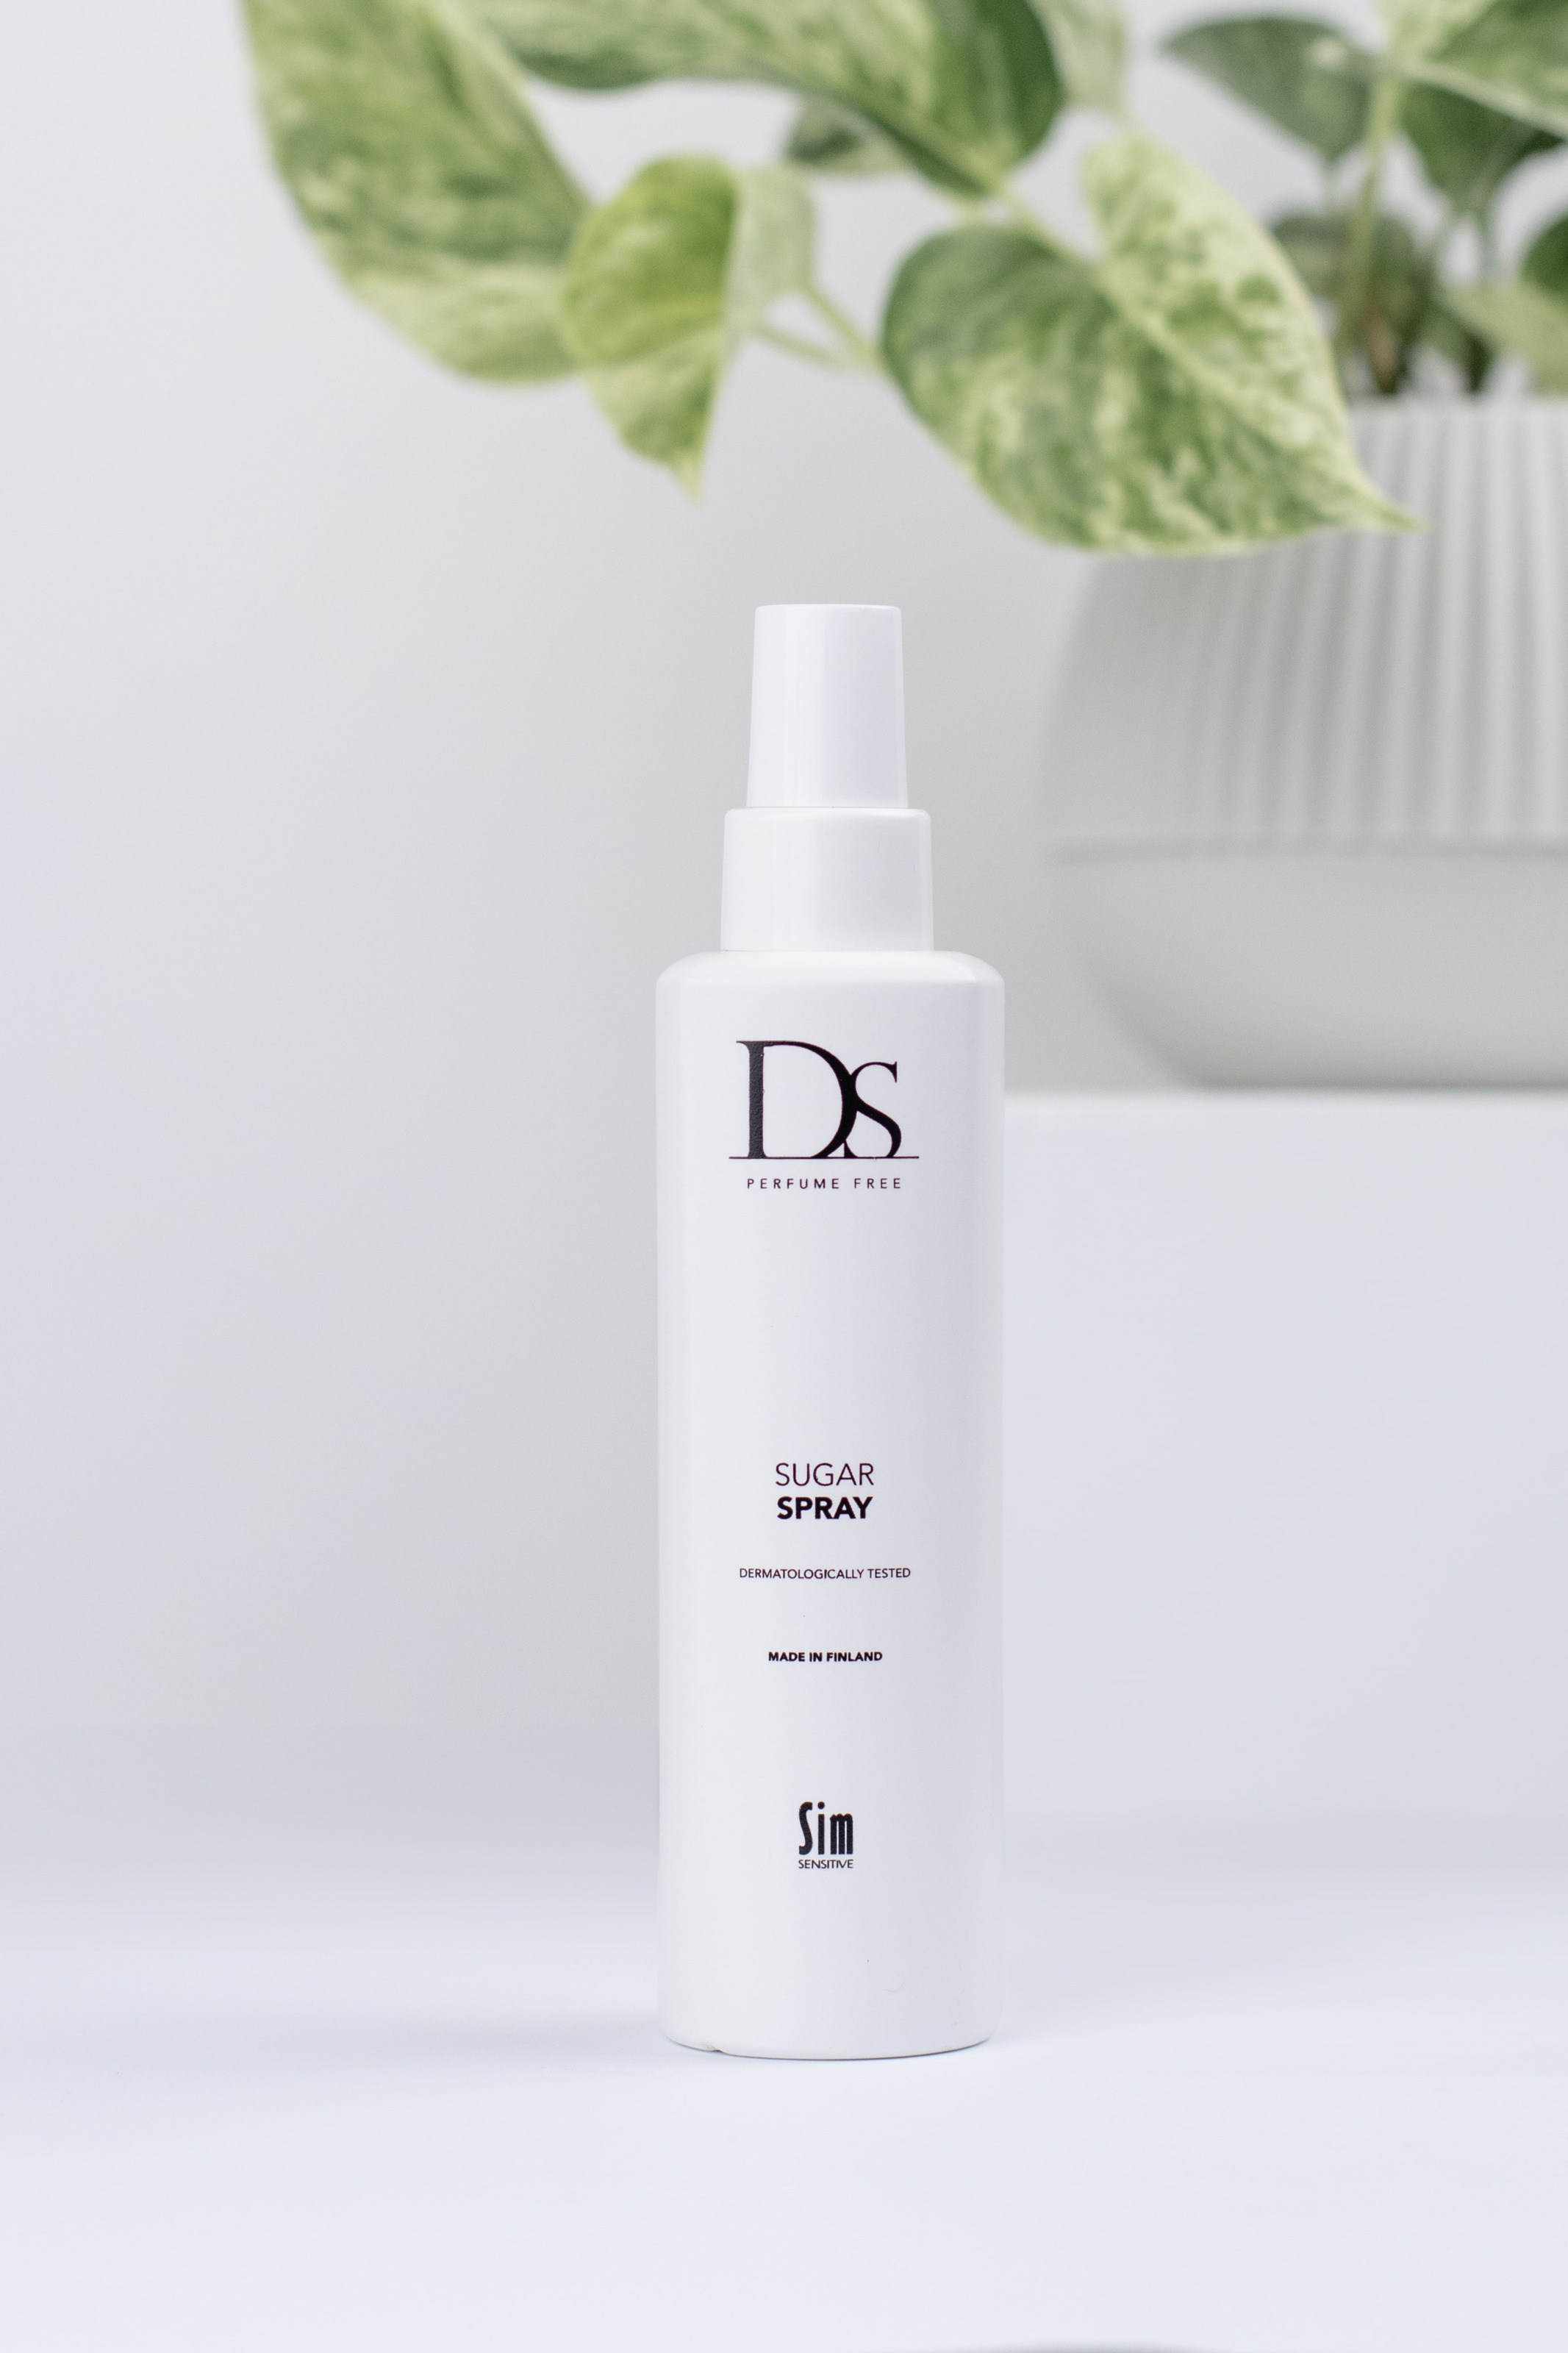 Ds
PERFUME FREE
SUGAR
SPRAY
DERMATOLOGICALLY TESTED
MADE IN FINLAND
Sim
SENSITIVE